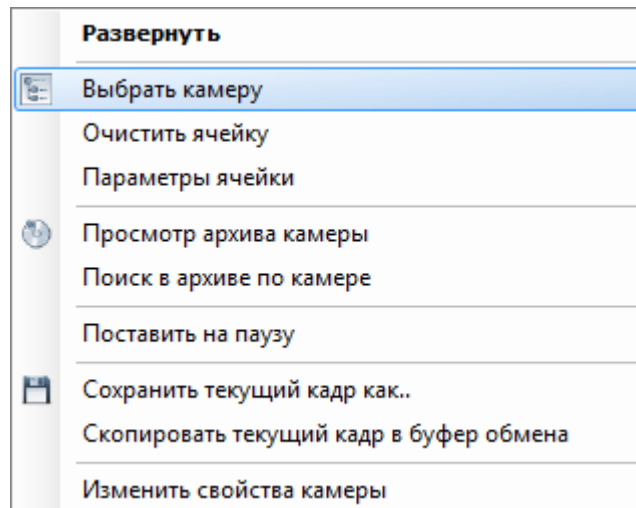 Развернуть
Выбрать камеру
Очистить ячейку
Параметры ячейки
Просмотр архива камеры
Поиск в архиве по камере
Поставить на паузу
Сохранить текущий кадр как..
Скопировать текущий кадр в буфер обмена
Изменить свойства камеры